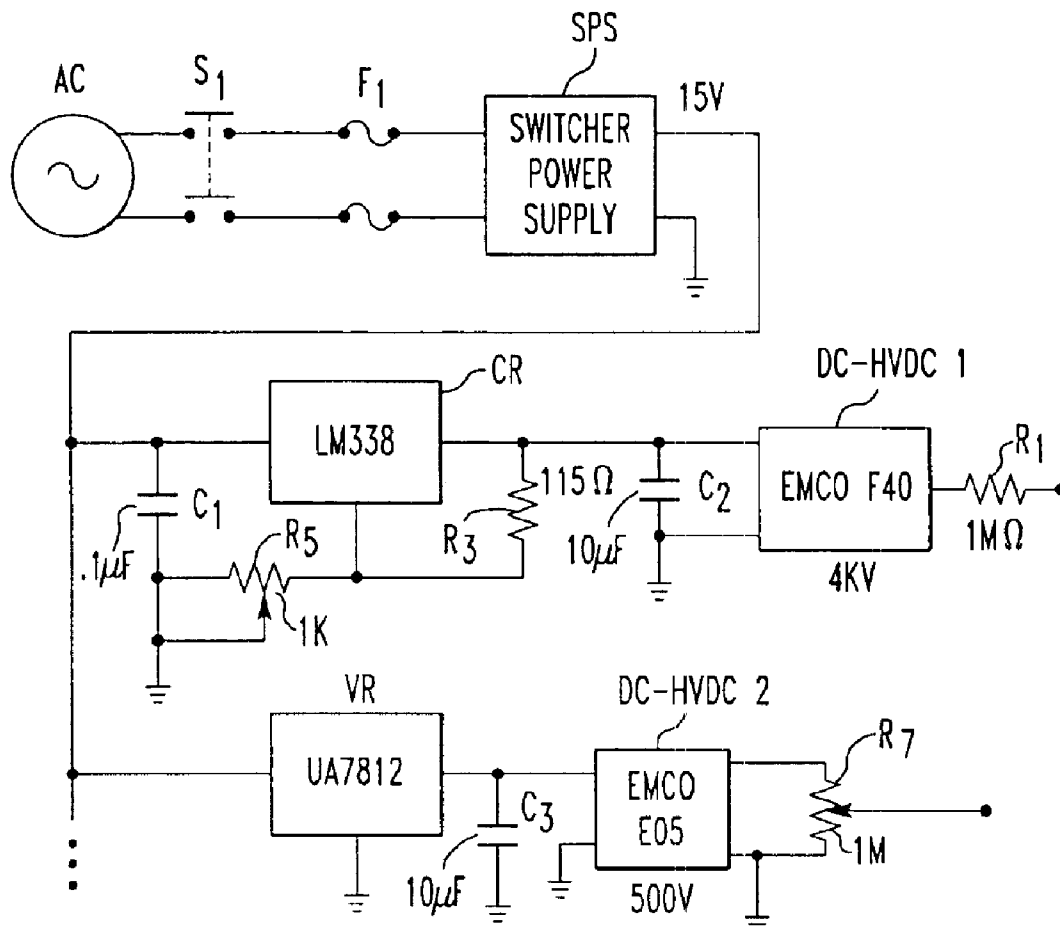 SPS
AC
S1
F1
15V
SWITCHER
POWER
SUPPLY
DC-HVDC 1
CR
LM338
R1
115Ω
EMCO F40
C1
C2
R5
R3
10µF
1MΩ
.1µF
4KV
1K
VR
DC-HVDC 2
R7
UA7812
EMCO
E05
C3
1M
10µF
500V